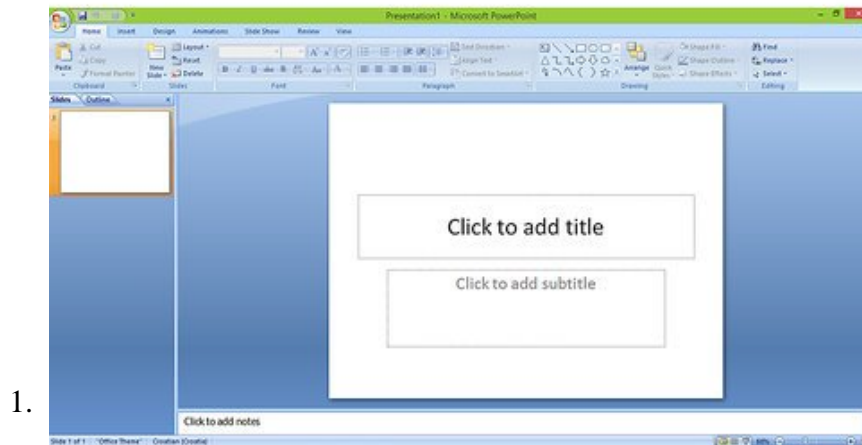 Presentation1 - Microsoft PowerPoint
Home Insert Design Animations Slide Show Review View
Paste
Cut
Copy
Format Painter
Clipboard
New Slide
Layout
Reset
Delete
Slides
Font
Text Direction
Align Text
Convert to SmartArt
Paragraph
Arrange
Quick Styles
Shape Fill
Shape Outline
Shape Effects
Drawing
Find
Replace
Select
Editing
Slides Outline
Click to add title
Click to add subtitle
1.
Click to add notes
Slide 1 of 1 "Office Theme" Croatian (Croatia)